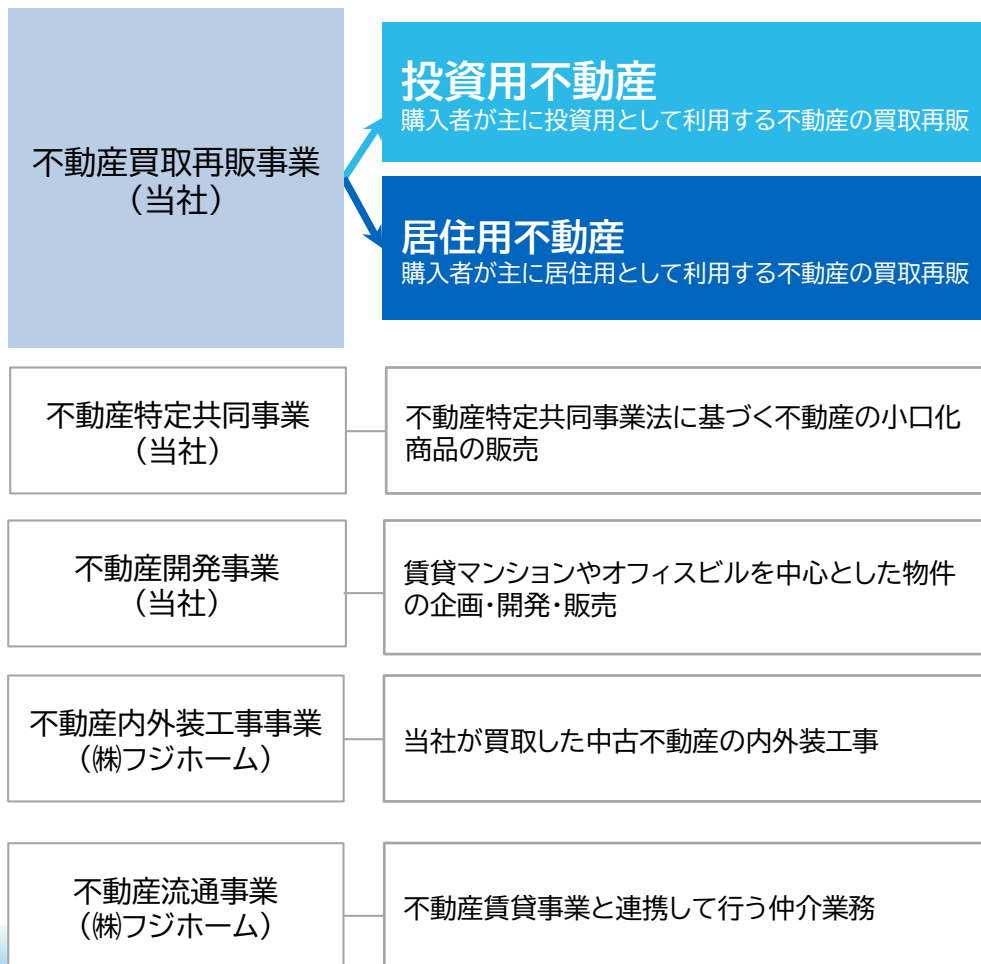 不動産買取再販事業
（当社）
投資用不動産
購入者が主に投資用として利用する不動産の買取再販
居住用不動産
購入者が主に居住用として利用する不動産の買取再販
不動産特定共同事業
（当社）
不動産特定共同事業法に基づく不動産の小口化
商品の販売
不動産開発事業
（当社）
賃貸マンションやオフィスビルを中心とした物件
の企画・開発・販売
不動産内外装工事事業
（㈱フジホーム）
当社が買取した中古不動産の内外装工事
不動産流通事業
（㈱フジホーム）
不動産賃貸事業と連携して行う仲介業務